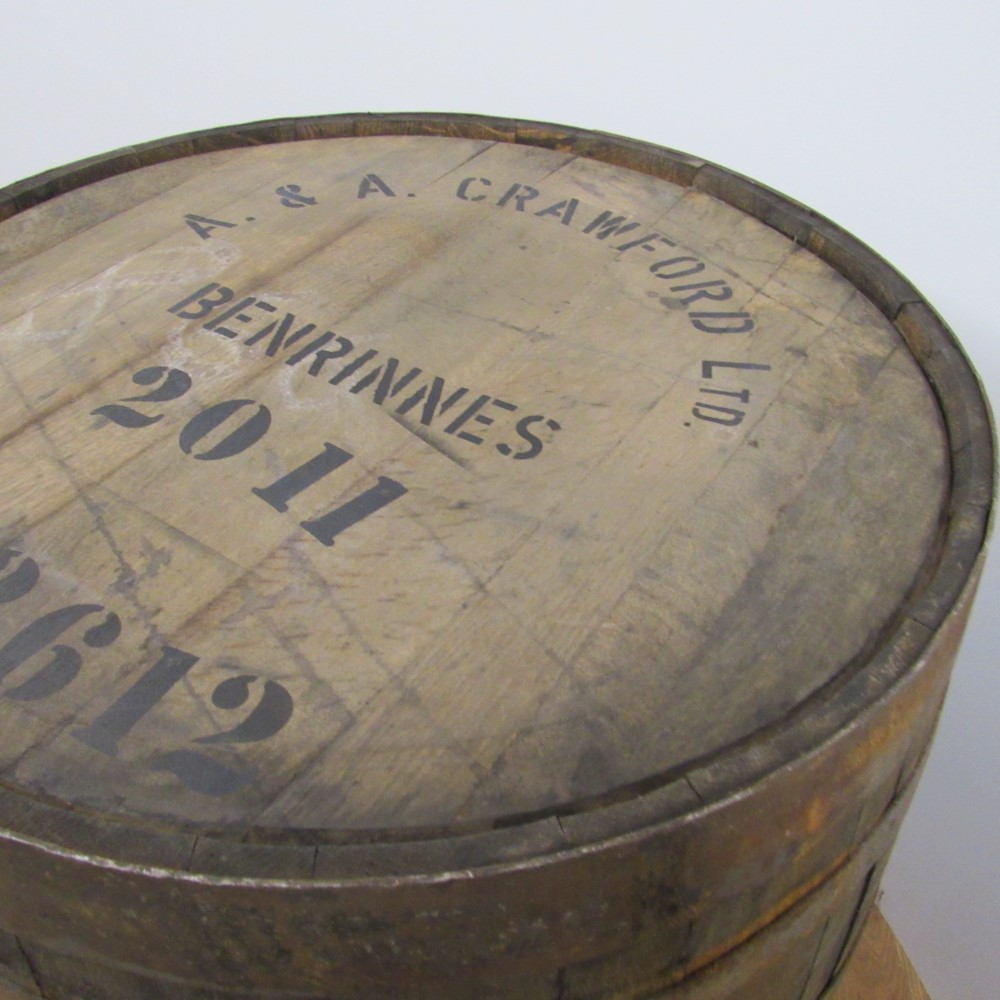 A. & A. CRAWFORD LTD.
BENRINNES
2011
612